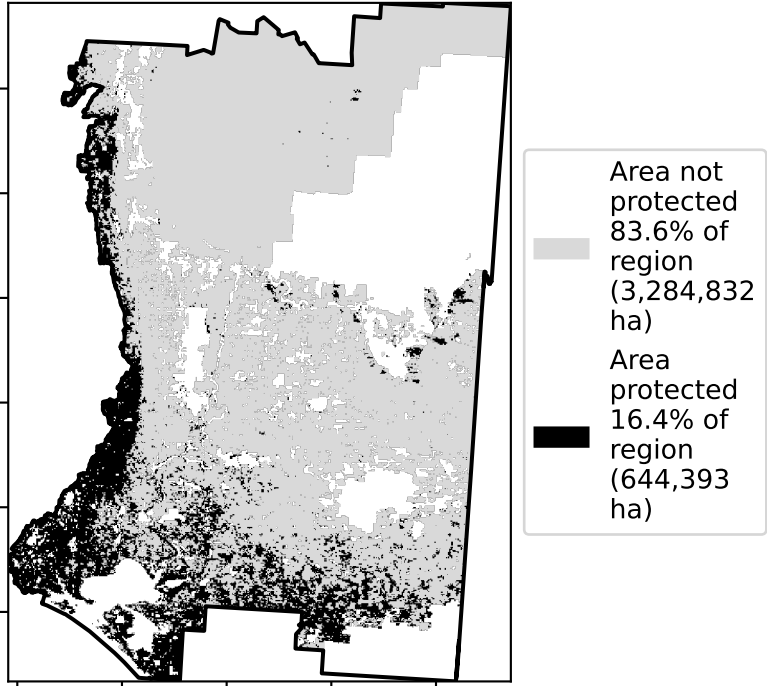 Area not
protected
83.6% of
region
(3,284,832
ha)
Area
protected
16.4% of
region
(644,393
ha)